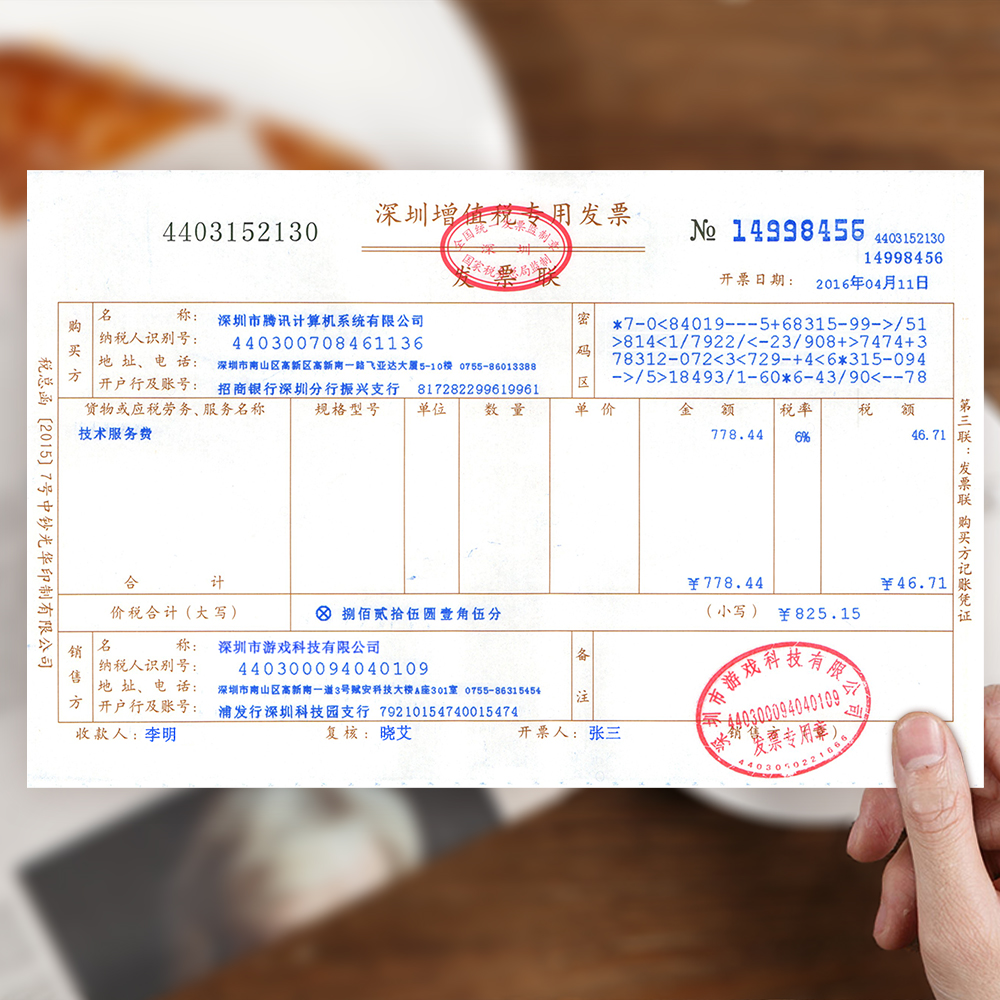 4403152130
深圳增值税专用发票
发票联
全国统一发票监制章
深圳
国家税务总局监制
№ 14998456
4403152130
14998456
开票日期: 2016年04月11日
购买方
名称: 深圳市腾讯计算机系统有限公司
纳税人识别号: 440300708461136
地址、电话: 深圳市南山区高新区高新南一路飞亚达大厦5-10楼 0755-86013388
开户行及账号: 招商银行深圳分行振兴支行 817282299619961
密码区
*7-0<84019---5+68315-99->/51
>814<1/7922/<-23/908+>7474+3
78312-072<3<729-+4<6*315-094
->/5>18493/1-60*6-43/90<--78
货物或应税劳务、服务名称 规格型号 单位 数量 单价 金额 税率 税额
技术服务费 778.44 6% 46.71
合计 ¥778.44 ¥46.71
价税合计(大写) ⊗ 捌佰贰拾伍圆壹角伍分 (小写) ¥825.15
销售方
名称: 深圳市游戏科技有限公司
纳税人识别号: 440300094040109
地址、电话: 深圳市南山区高新南一道3号赋安科技大楼A座301室 0755-86315454
开户行及账号: 浦发行深圳科技园支行 79210154740015474
备注
收款人: 李明 复核: 晓艾 开票人: 张三 销售方:(章)
深圳市游戏科技有限公司
440300094040109
发票专用章
4403050221666
税总函[2015]7号中钞光华印制有限公司
第三联:发票联 购买方记账凭证